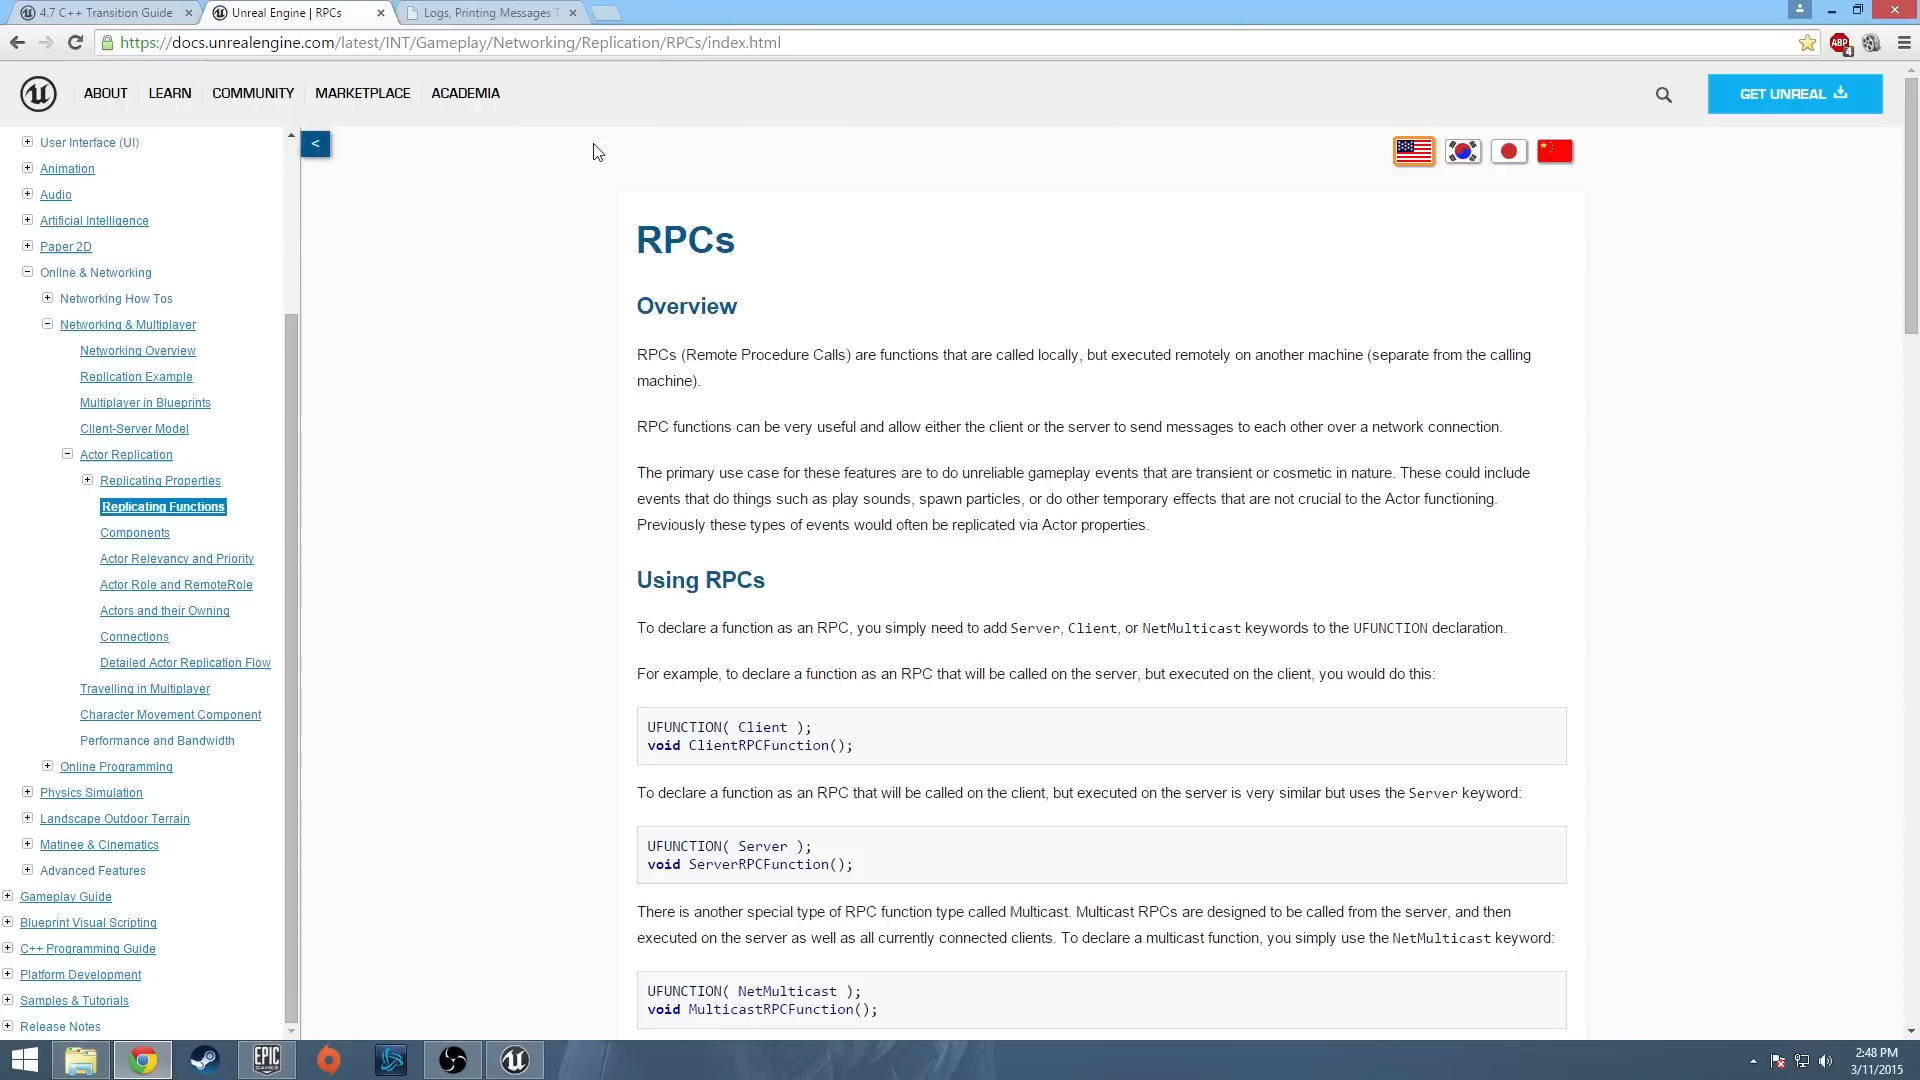 4.7 C++ Transition Guide
Unreal Engine | RPCs
Logs, Printing Messages T
https://docs.unrealengine.com/latest/INT/Gameplay/Networking/Replication/RPCs/index.html
ABP
4
ABOUT
LEARN
COMMUNITY
MARKETPLACE
ACADEMIA
GET UNREAL
<
User Interface (UI)
Animation
Audio
Artificial Intelligence
Paper 2D
Online & Networking
Networking How Tos
Networking & Multiplayer
Networking Overview
Replication Example
Multiplayer in Blueprints
Client-Server Model
Actor Replication
Replicating Properties
Replicating Functions
Components
Actor Relevancy and Priority
Actor Role and RemoteRole
Actors and their Owning
Connections
Detailed Actor Replication Flow
Travelling in Multiplayer
Character Movement Component
Performance and Bandwidth
Online Programming
Physics Simulation
Landscape Outdoor Terrain
Matinee & Cinematics
Advanced Features
Gameplay Guide
Blueprint Visual Scripting
C++ Programming Guide
Platform Development
Samples & Tutorials
Release Notes
RPCs
Overview
RPCs (Remote Procedure Calls) are functions that are called locally, but executed remotely on another machine (separate from the calling
machine).
RPC functions can be very useful and allow either the client or the server to send messages to each other over a network connection.
The primary use case for these features are to do unreliable gameplay events that are transient or cosmetic in nature. These could include
events that do things such as play sounds, spawn particles, or do other temporary effects that are not crucial to the Actor functioning.
Previously these types of events would often be replicated via Actor properties.
Using RPCs
To declare a function as an RPC, you simply need to add Server, Client, or NetMulticast keywords to the UFUNCTION declaration.
For example, to declare a function as an RPC that will be called on the server, but executed on the client, you would do this:
UFUNCTION( Client );
void ClientRPCFunction();
To declare a function as an RPC that will be called on the client, but executed on the server is very similar but uses the Server keyword:
UFUNCTION( Server );
void ServerRPCFunction();
There is another special type of RPC function type called Multicast. Multicast RPCs are designed to be called from the server, and then
executed on the server as well as all currently connected clients. To declare a multicast function, you simply use the NetMulticast keyword:
UFUNCTION( NetMulticast );
void MulticastRPCFunction();
EPIC
GAMES
2:48 PM
3/11/2015